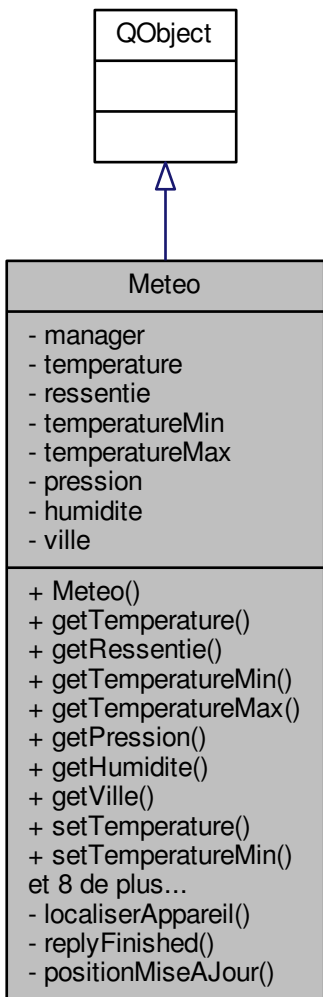 QObject
Meteo
- manager
- temperature
- ressentie
- temperatureMin
- temperatureMax
- pression
- humidite
- ville
+ Meteo()
+ getTemperature()
+ getRessentie()
+ getTemperatureMin()
+ getTemperatureMax()
+ getPression()
+ getHumidite()
+ getVille()
+ setTemperature()
+ setTemperatureMin()
et 8 de plus...
- localiserAppareil()
- replyFinished()
- positionMiseAJour()